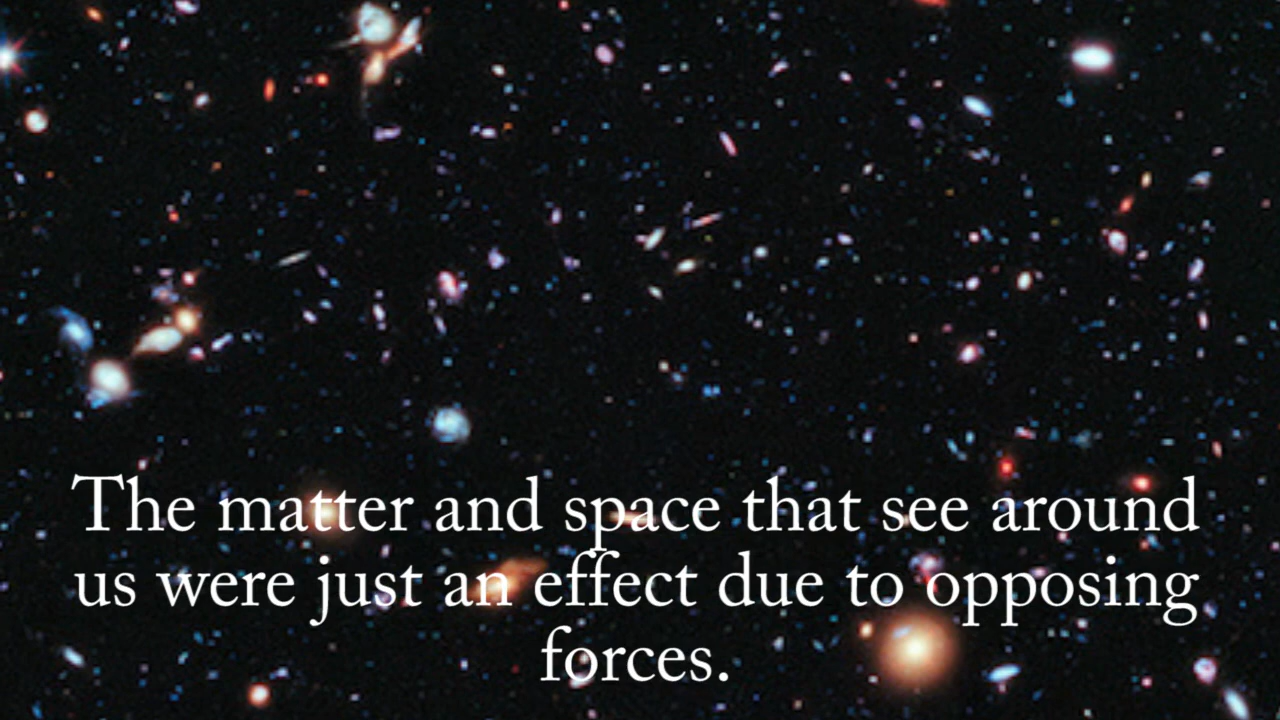 The matter and space that see around
us were just an effect due to opposing
forces.